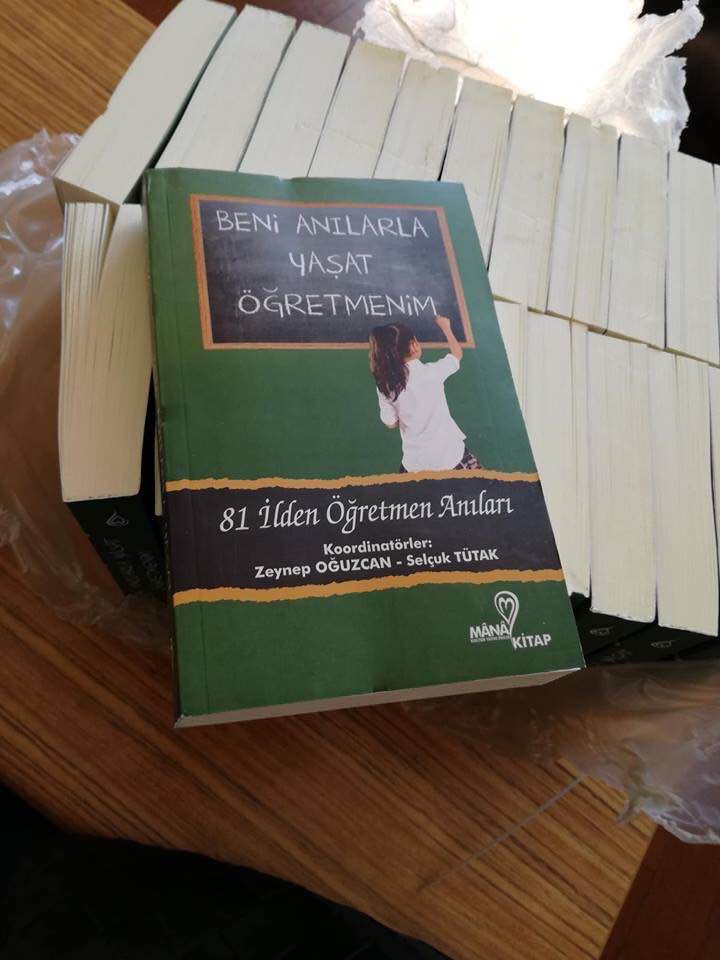 BENİ ANILARLA
YAŞAT
ÖĞRETMENİM
81 İlden Öğretmen Anıları
Koordinatörler:
Zeynep OĞUZCAN - Selçuk TÜTAK
MÂNÂ
KİTAP